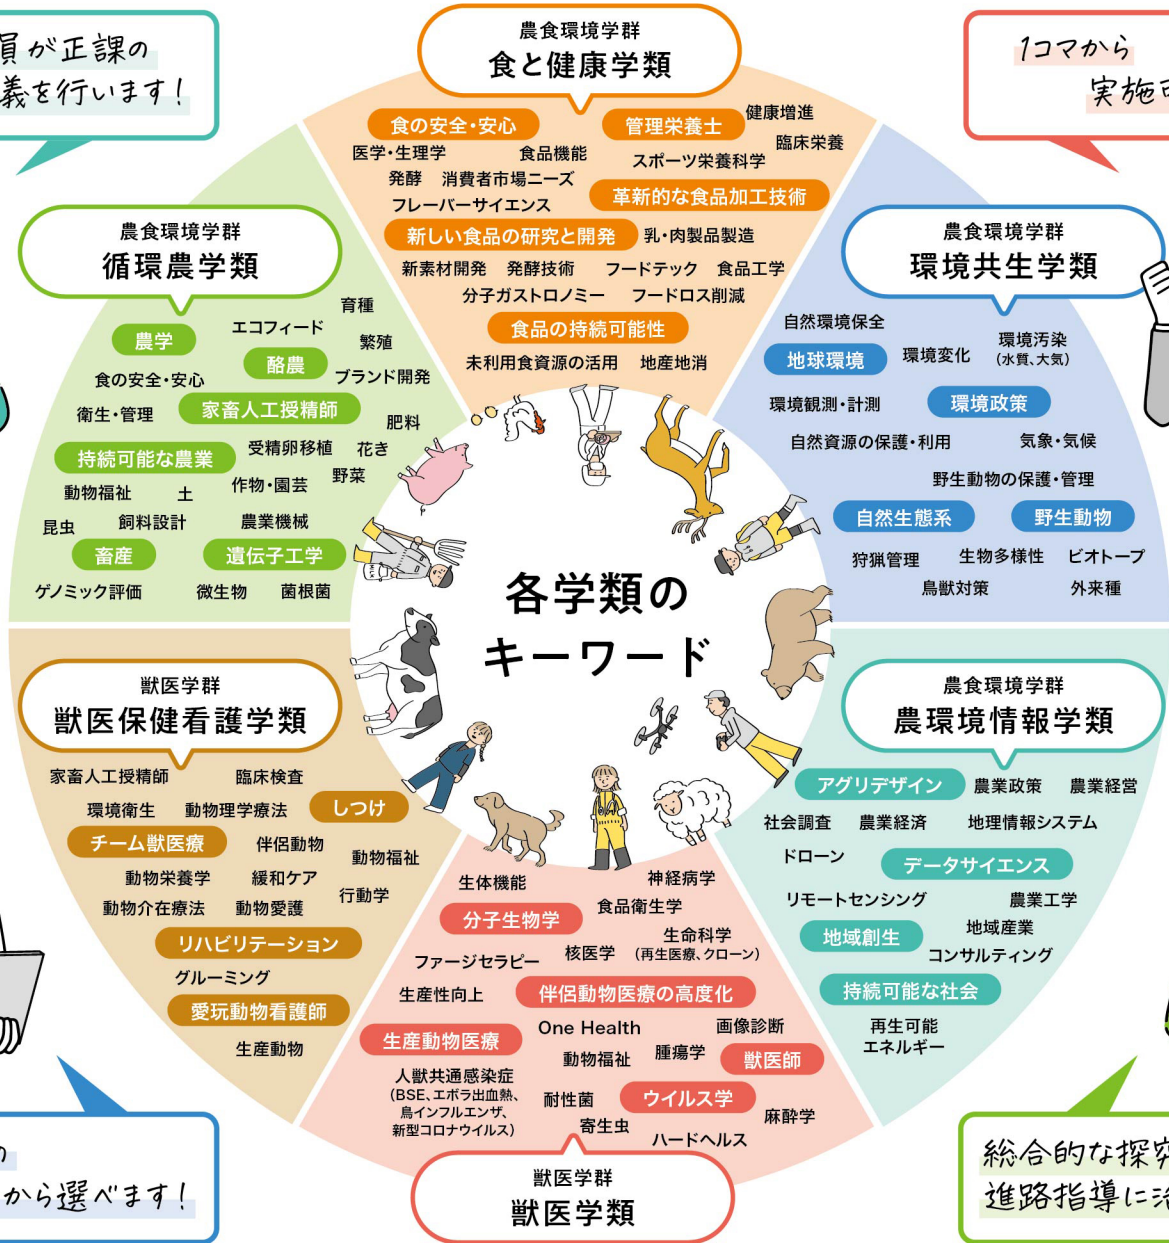 員が正課の
義を行います!
1コマから
実施
農食環境学群
食と健康学類
食の安全・安心
管理栄養士
健康増進
医学・生理学
食品機能
スポーツ栄養科学
臨床栄養
発酵
消費者市場ニーズ
フレーバーサイエンス
革新的な食品加工技術
新しい食品の研究と開発
乳・肉製品製造
新素材開発
発酵技術
フードテック
食品工学
分子ガストロノミー
フードロス削減
食品の持続可能性
未利用食資源の活用
地産地消
農食環境学群
循環農学類
育種
農学
エコフィード
繁殖
酪農
食の安全・安心
ブランド開発
衛生・管理
家畜人工授精師
肥料
持続可能な農業
受精卵移植
花き
動物福祉
土
作物・園芸
野菜
昆虫
飼料設計
農業機械
畜産
遺伝子工学
ゲノミック評価
微生物
菌根菌
農食環境学群
環境共生学類
自然環境保全
環境汚染
(水質、大気)
地球環境
環境変化
環境観測・計測
環境政策
自然資源の保護・利用
気象・気候
野生動物の保護・管理
自然生態系
野生動物
狩猟管理
生物多様性
ビオトープ
鳥獣対策
外来種
各学類の
キーワード
獣医学群
獣医保健看護学類
家畜人工授精師
臨床検査
環境衛生
動物理学療法
しつけ
チーム獣医療
伴侶動物
動物福祉
動物栄養学
緩和ケア
行動学
動物介在療法
動物愛護
リハビリテーション
グルーミング
愛玩動物看護師
生産動物
農食環境学群
農環境情報学類
アグリデザイン
農業政策
農業経営
社会調査
農業経済
地理情報システム
ドローン
データサイエンス
リモートセンシング
農業工学
地域創生
地域産業
コンサルティング
持続可能な社会
再生可能
エネルギー
生体機能
神経病学
分子生物学
食品衛生学
ファージセラピー
核医学
生命科学
(再生医療、クローン)
生産性向上
伴侶動物医療の高度化
生産動物医療
One Health
画像診断
動物福祉
腫瘍学
獣医師
人獣共通感染症
(BSE、エボラ出血熱、
鳥インフルエンザ、
新型コロナウイルス)
耐性菌
ウイルス学
寄生虫
麻酔学
ハードヘルス
獣医学群
獣医学類
から選べます!
総合的な探究
進路指導に